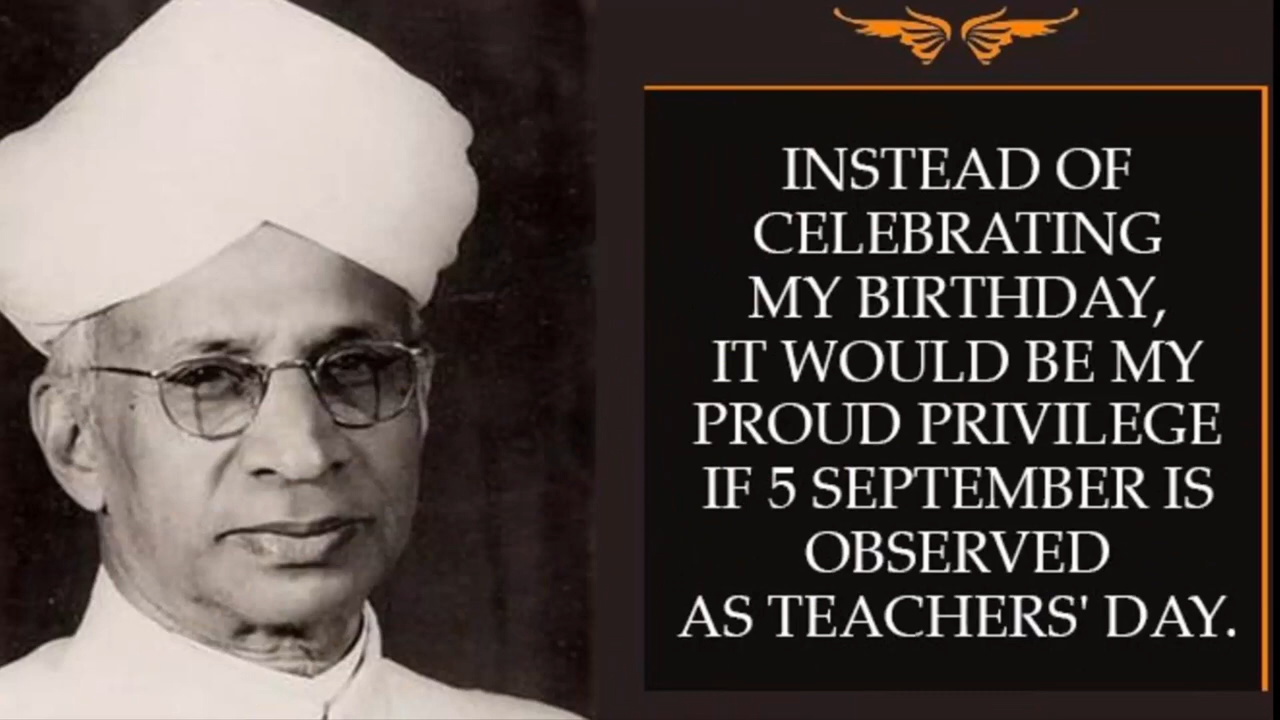 INSTEAD OF
CELEBRATING
MY BIRTHDAY,
IT WOULD BE MY
PROUD PRIVILEGE
IF 5 SEPTEMBER IS
OBSERVED
AS TEACHERS' DAY.